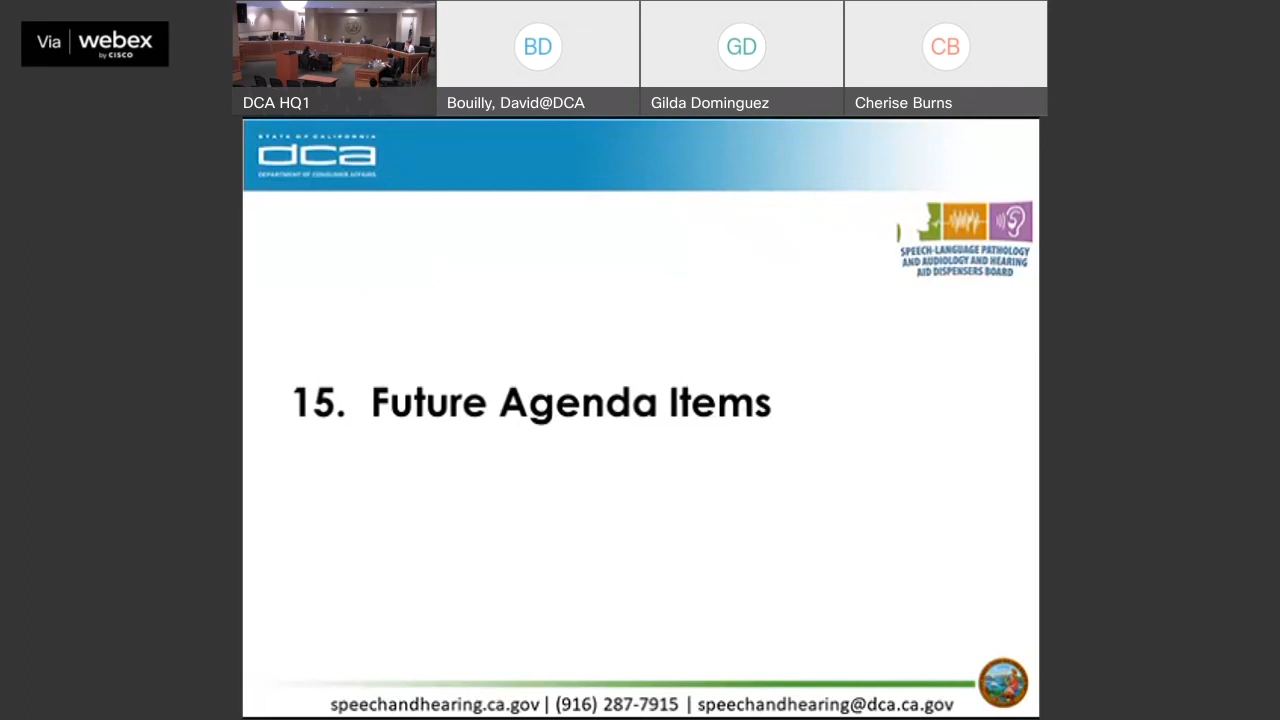 Via | webex
by CISCO
BD
GD
CB
DCA HQ1
Bouilly, David@DCA
Gilda Dominguez
Cherise Burns
STATE OF CALIFORNIA
dca
DEPARTMENT OF CONSUMER AFFAIRS
SPEECH-LANGUAGE PATHOLOGY
AND AUDIOLOGY AND HEARING
AID DISPENSERS BOARD
15. Future Agenda Items
speechandhearing.ca.gov | (916) 287-7915 | speechandhearing@dca.ca.gov